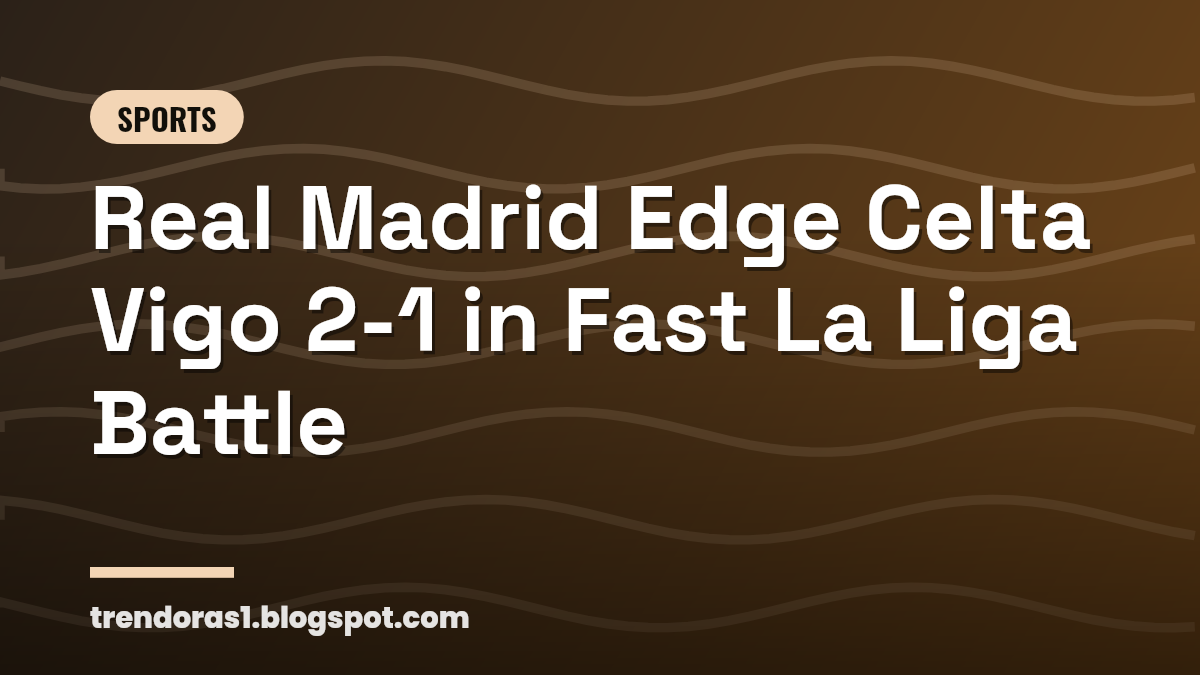 SPORTS
Real Madrid Edge Celta
Vigo 2-1 in Fast La Liga
Battle
trendoras1.blogspot.com